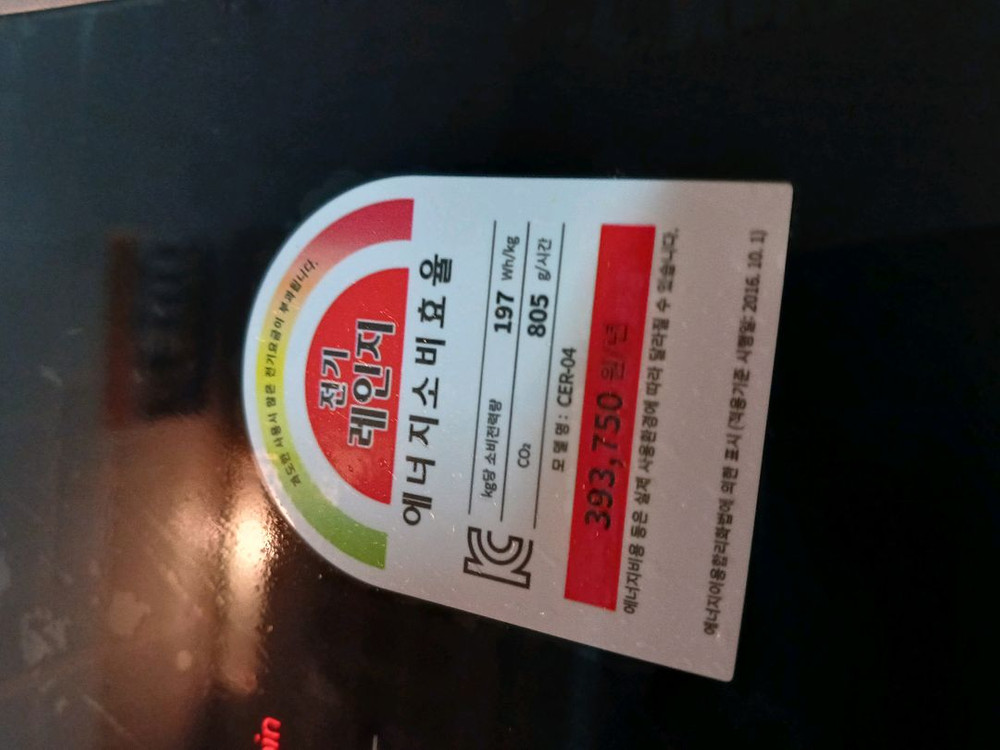 과도한 사용시 많은 전기요금이 부과됩니다.
전기
레인지
에너지소비효율
kg당 소비전력량 197 Wh/kg
CO₂ 805 g/시간
모델명 : CER-04
393,750 원/년
에너지비용 등은 실제 사용환경에 따라 달라질 수 있습니다.
에너지이용합리화법에 의한 표시 (적용기준 시행일: 2016. 10. 1)